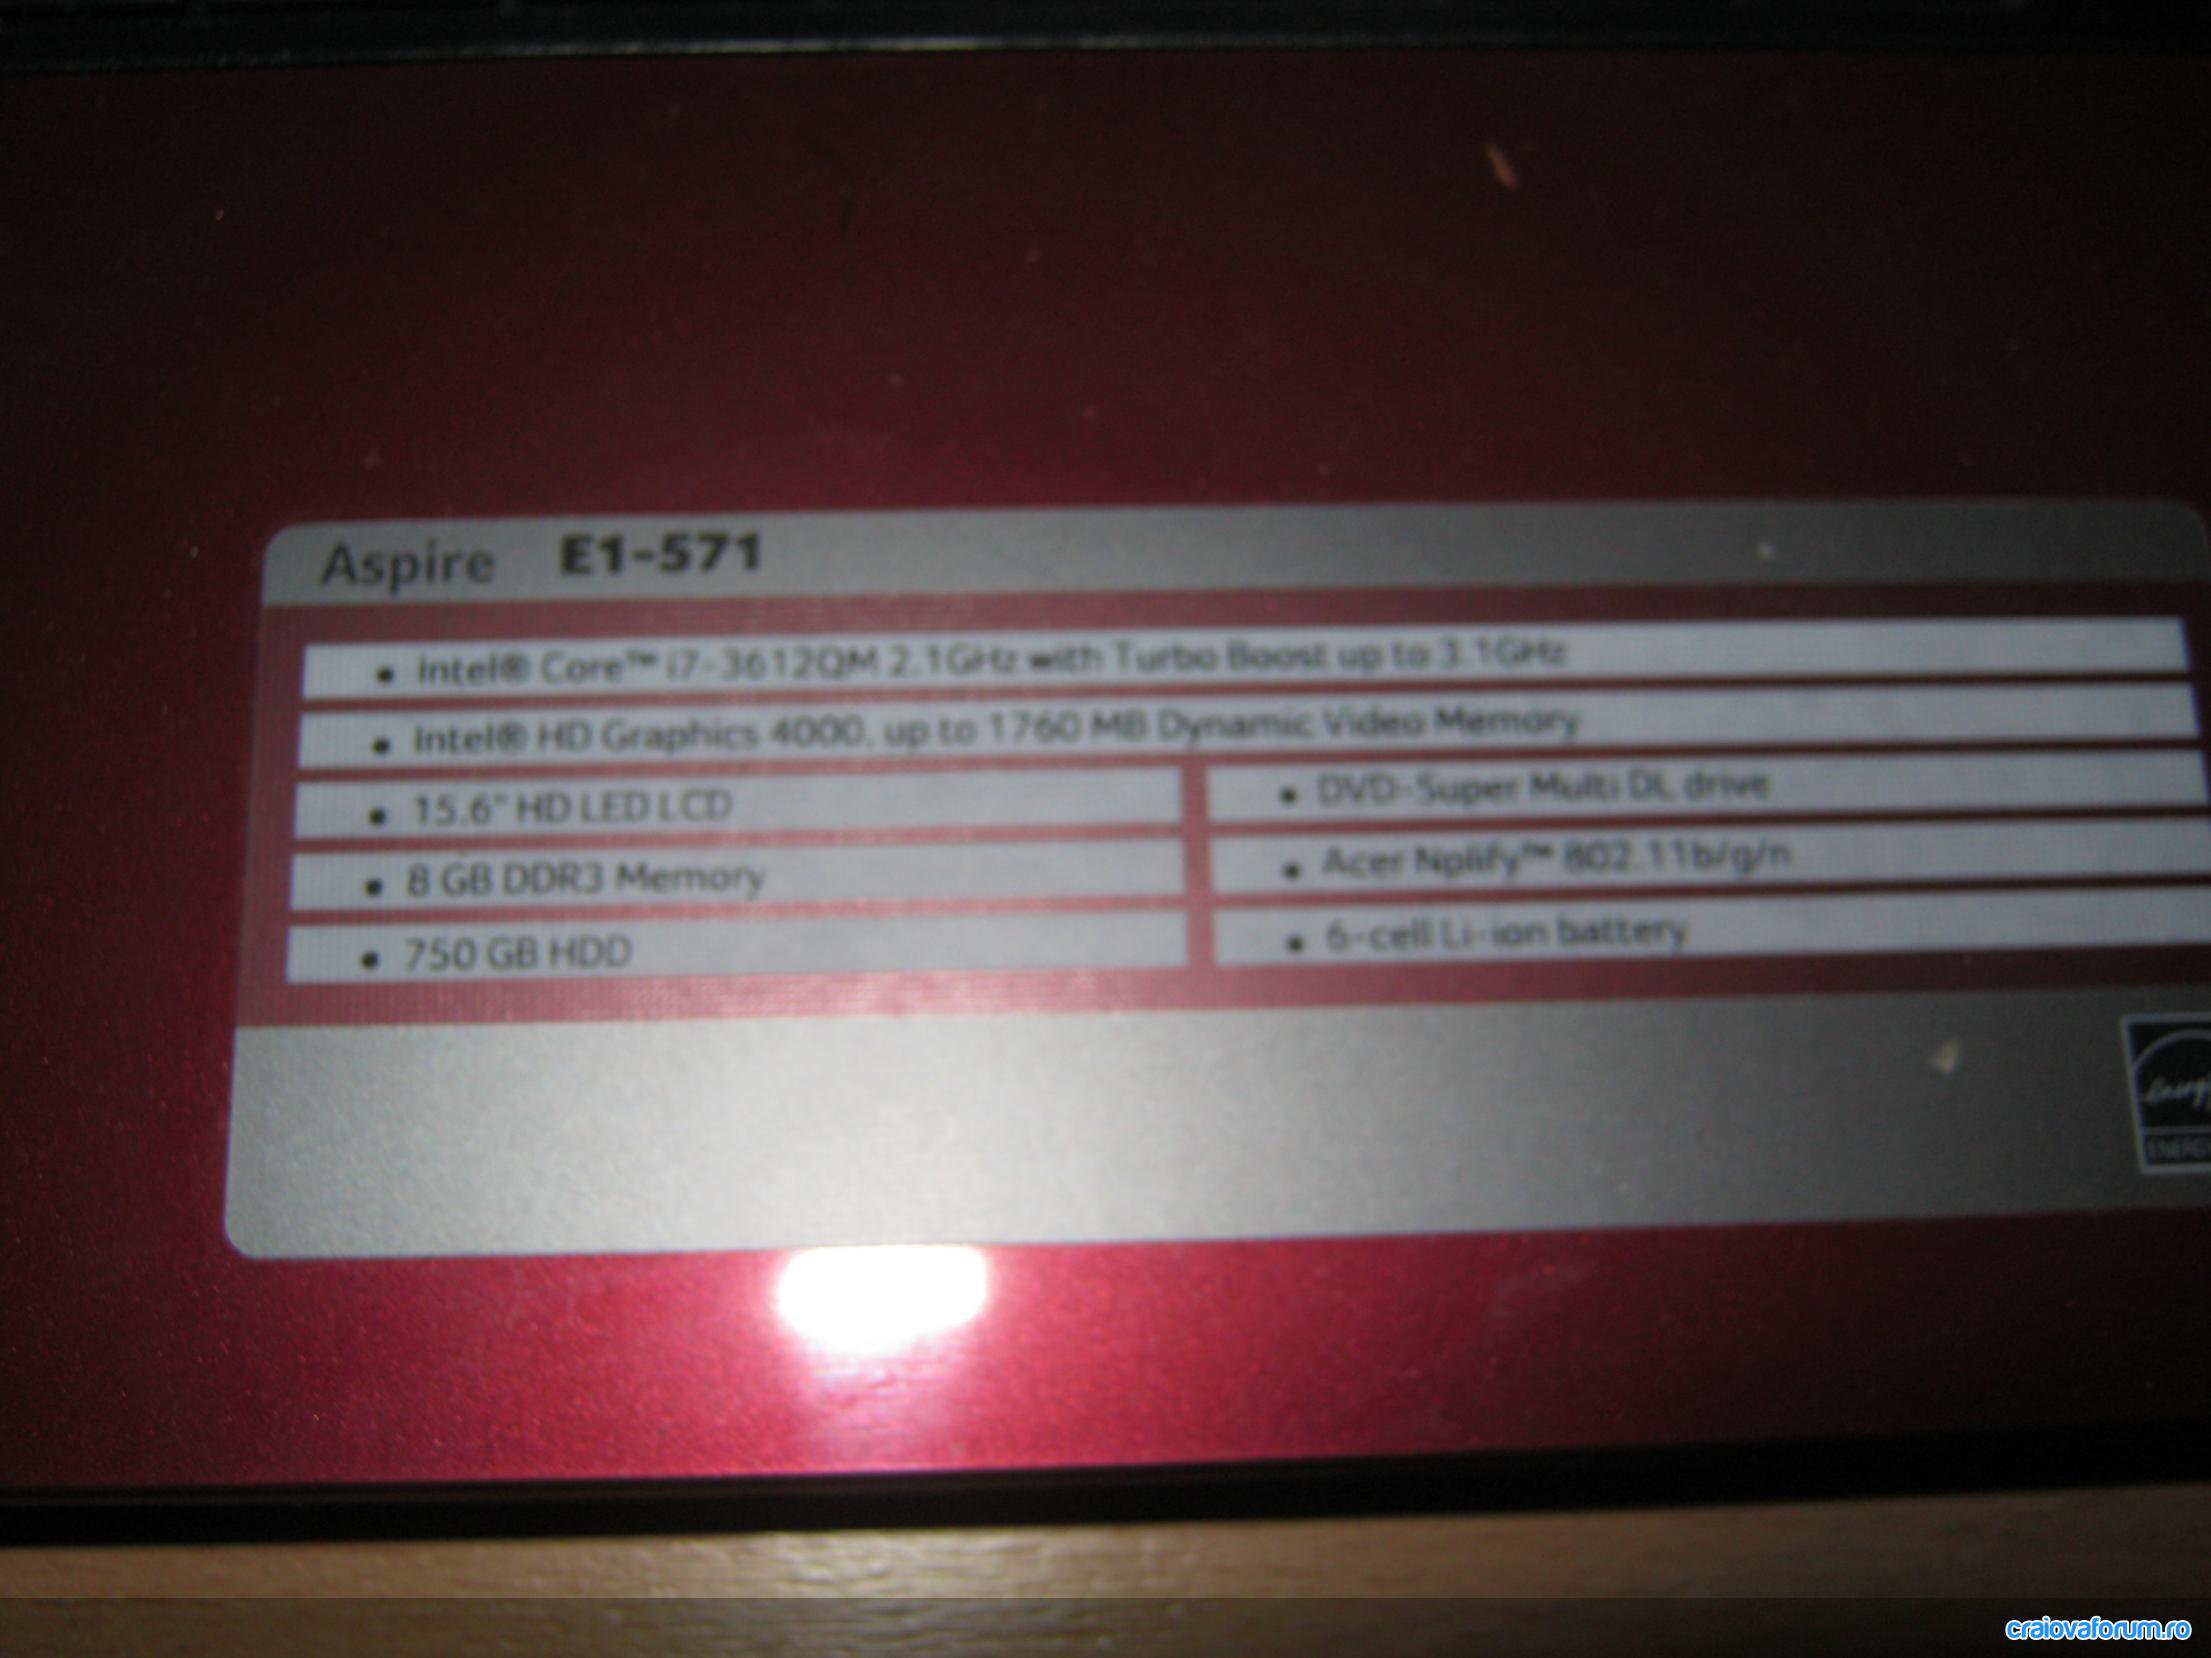 Aspire E1-571
• Intel® Core™ i7-3612QM 2.1GHz with Turbo Boost up to 3.1GHz
• Intel® HD Graphics 4000, up to 1760 MB Dynamic Video Memory
• 15.6" HD LED LCD
• DVD-Super Multi DL drive
• 8 GB DDR3 Memory
• Acer Nplify™ 802.11b/g/n
• 750 GB HDD
• 6-cell Li-ion battery
energy
ENERG
craiovaforum.ro